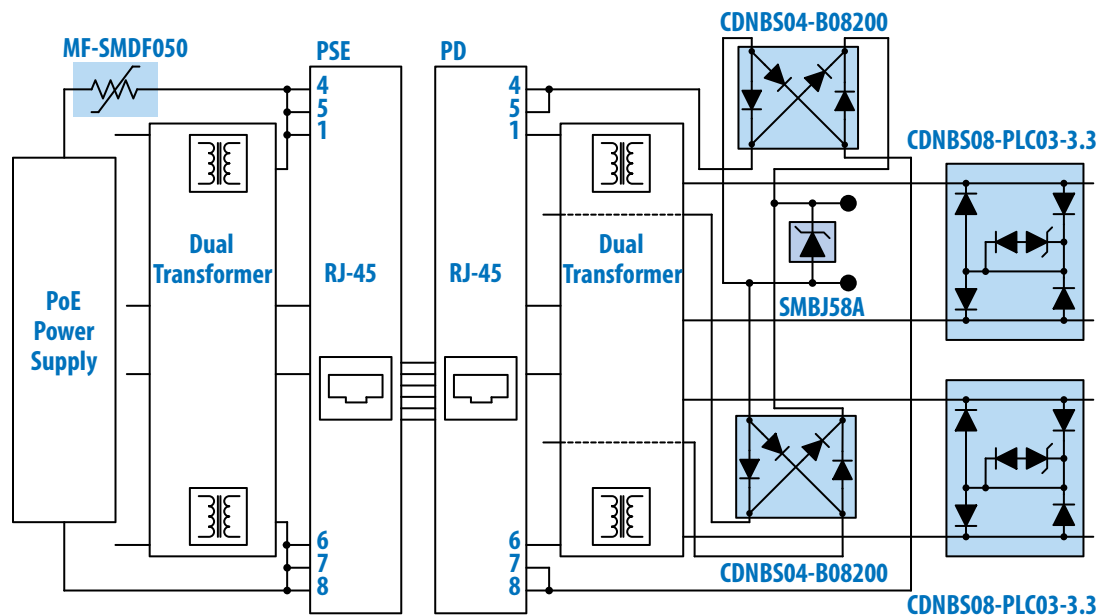 CDNBS04-B08200
MF-SMDF050
PSE
PD
4
5
1
4
5
1
CDNBS08-PLC03-3.3
Dual
Transformer
RJ-45
RJ-45
Dual
Transformer
SMBJ58A
PoE
Power
Supply
6
7
8
6
7
8
CDNBS04-B08200
CDNBS08-PLC03-3.3